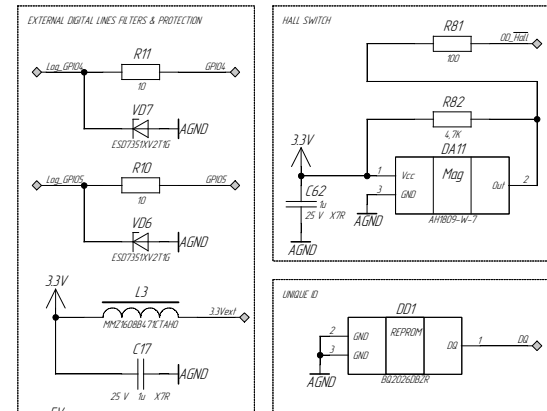 EXTERNAL DIGITAL LINES FILTERS & PROTECTION
R11
Log_GPIO4
GPIO4
10
VD7
AGND
ESD7351XV2T1G
R10
Log_GPIO5
GPIO5
10
VD6
AGND
ESD7351XV2T1G
3.3V
L3
3.3Vext
MMZ1608B471CTAH0
C17
AGND
25 V 1u X7R
5V
HALL SWITCH
R81
OD_Hall
100
R82
4,7K
3.3V
DA11
1 Vcc Mag
C62
1u
25 V X7R
3 GND
Out 2
AGND
AH1809-W-7
AGND
UNIQUE ID
DD1
2 GND REPROM
3 GND
DQ 1 DQ
AGND
BQ2026DBZR